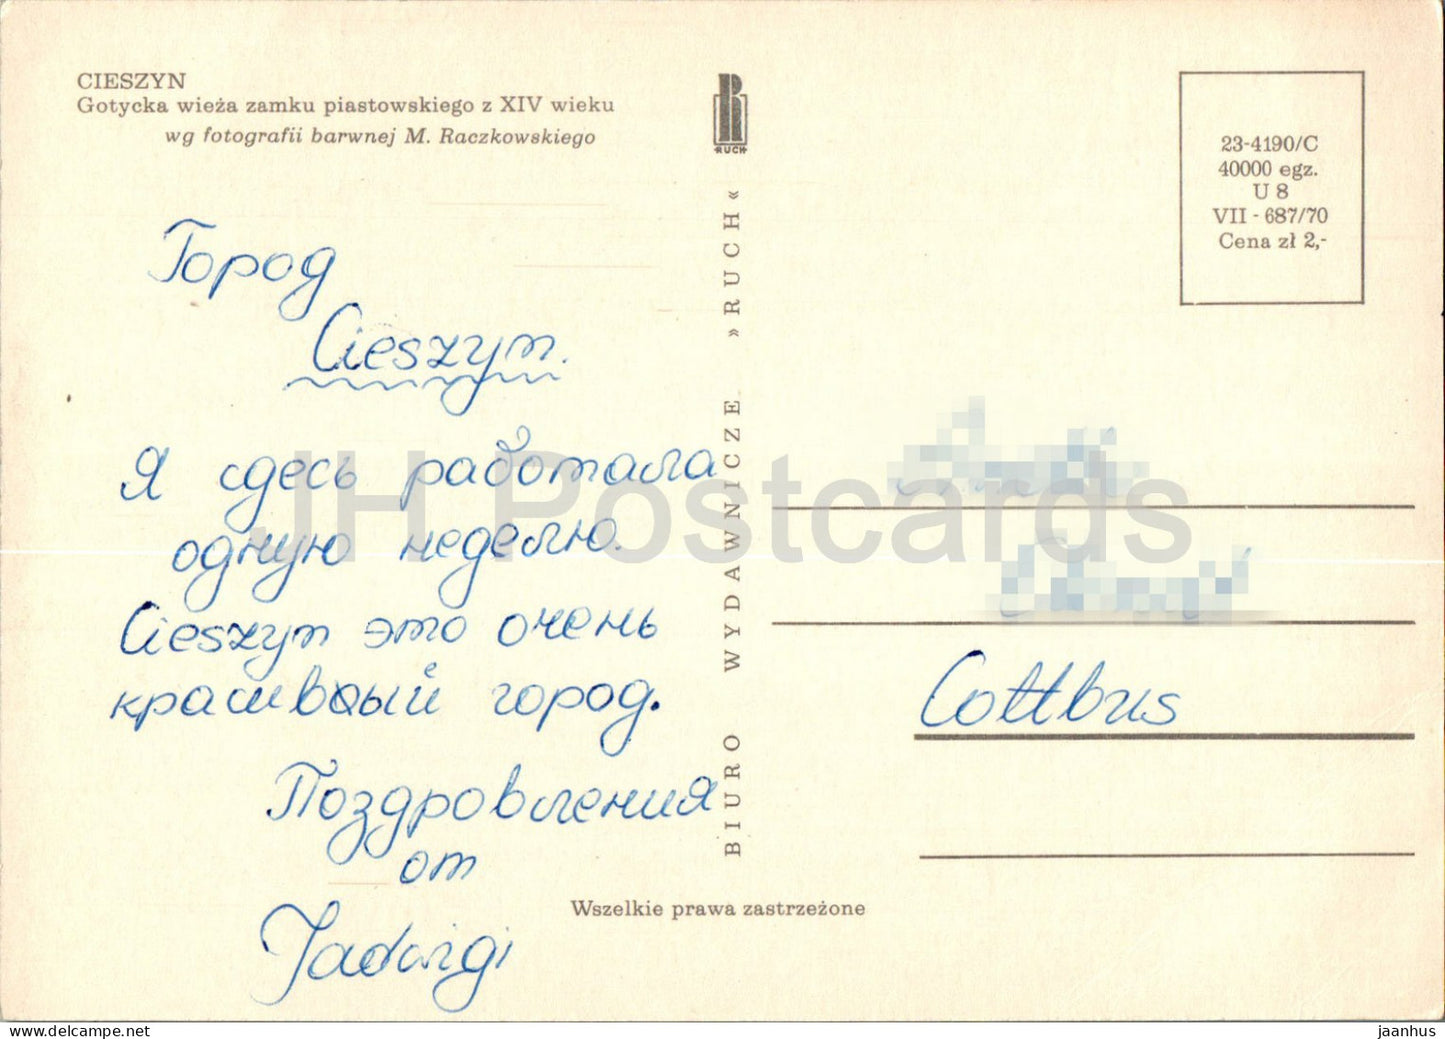 CIESZYN
Gotycka wieża zamku piastowskiego z XIV wieku
wg fotografii barwnej M. Raczkowskiego
Город
Cieszyn.
Я сдесь работала
одную неделю.
Cieszyn это очень
красивый город.
Поздровления
от
Jadwigi
R
RUCH
BIURO WYDAWNICZE »RUCH«
23-4190/C
40000 egz.
U 8
VII - 687/70
Cena zł 2,-
Cottbus
Wszelkie prawa zastrzeżone
JH Postcards
www.delcampe.net
jaanhus